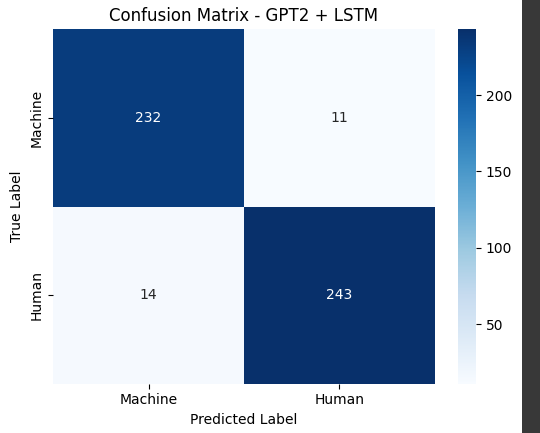 Confusion Matrix - GPT2 + LSTM
True Label
Machine
Human
232
11
14
243
Machine
Human
Predicted Label
200
150
100
50